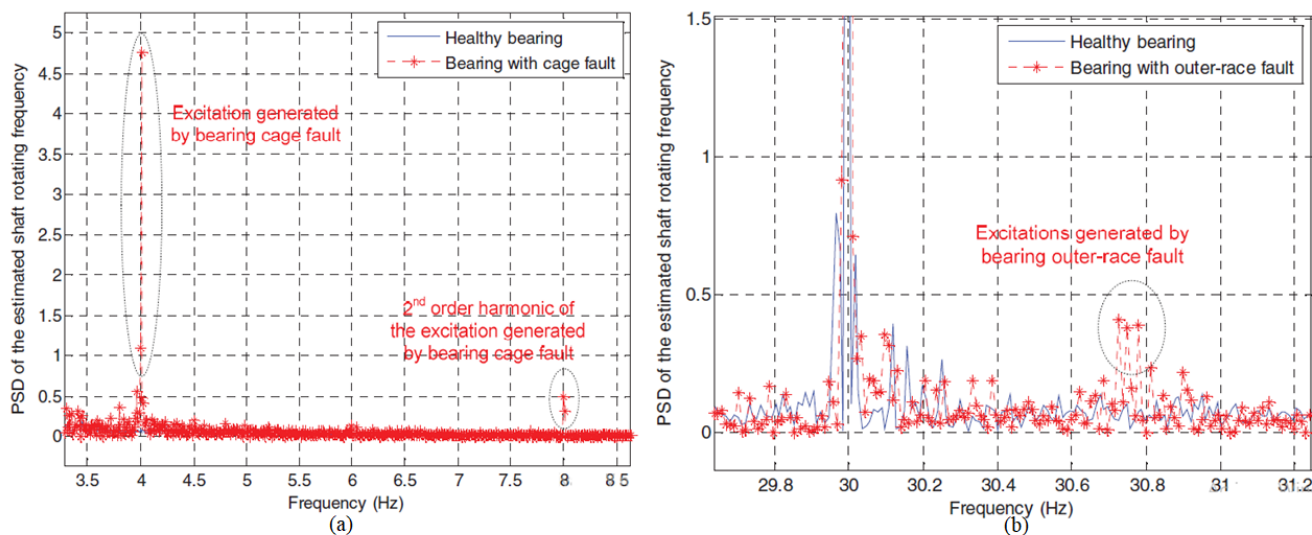 PSD of the estimated shaft rotating frequency
5
4.5
4
3.5
3
2.5
2
1.5
1
0.5
0
Healthy bearing
Bearing with cage fault
Excitation generated
by bearing cage fault
2nd order harmonic of
the excitation generated
by bearing cage fault
3.5 4 4.5 5 5.5 6 6.5 7 7.5 8 8.5
Frequency (Hz)
(a)
PSD of the estimated shaft rotating frequency
1.5
1
0.5
0
Healthy bearing
Bearing with outer-race fault
Excitations generated by
bearing outer-race fault
29.8 30 30.2 30.4 30.6 30.8 31 31.2
Frequency (Hz)
(b)